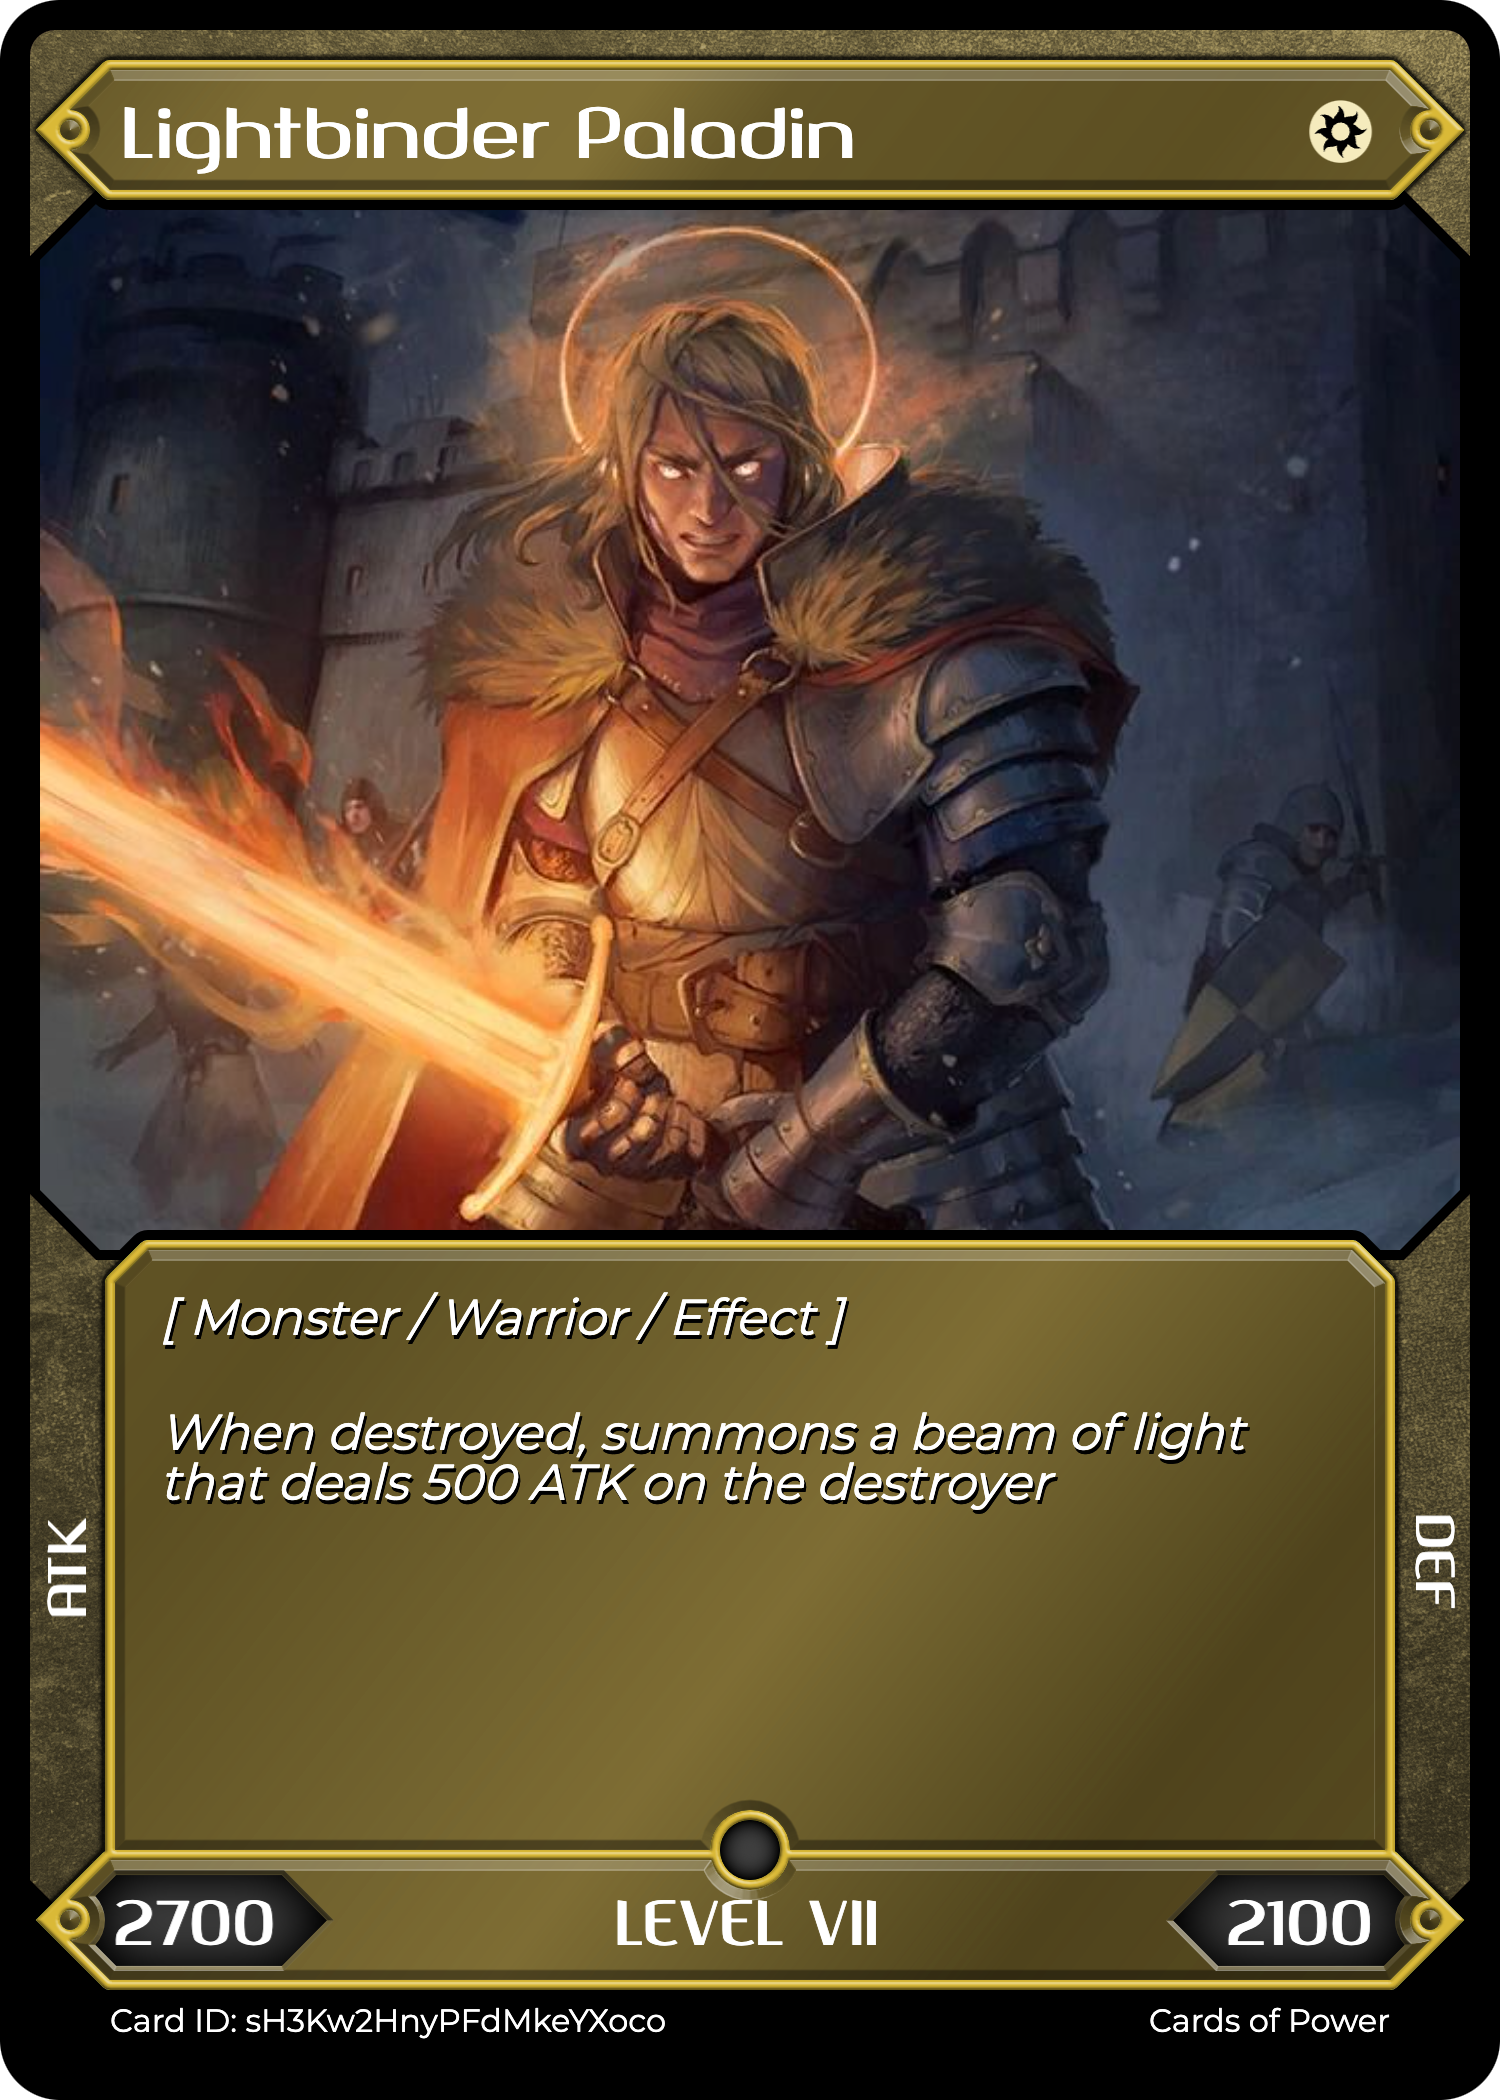 Lightbinder Paladin
[ Monster / Warrior / Effect ]
When destroyed, summons a beam of light
that deals 500 ATK on the destroyer
ATK
DEF
2700
LEVEL VII
2100
Card ID: sH3Kw2HnyPFdMkeYXoco
Cards of Power